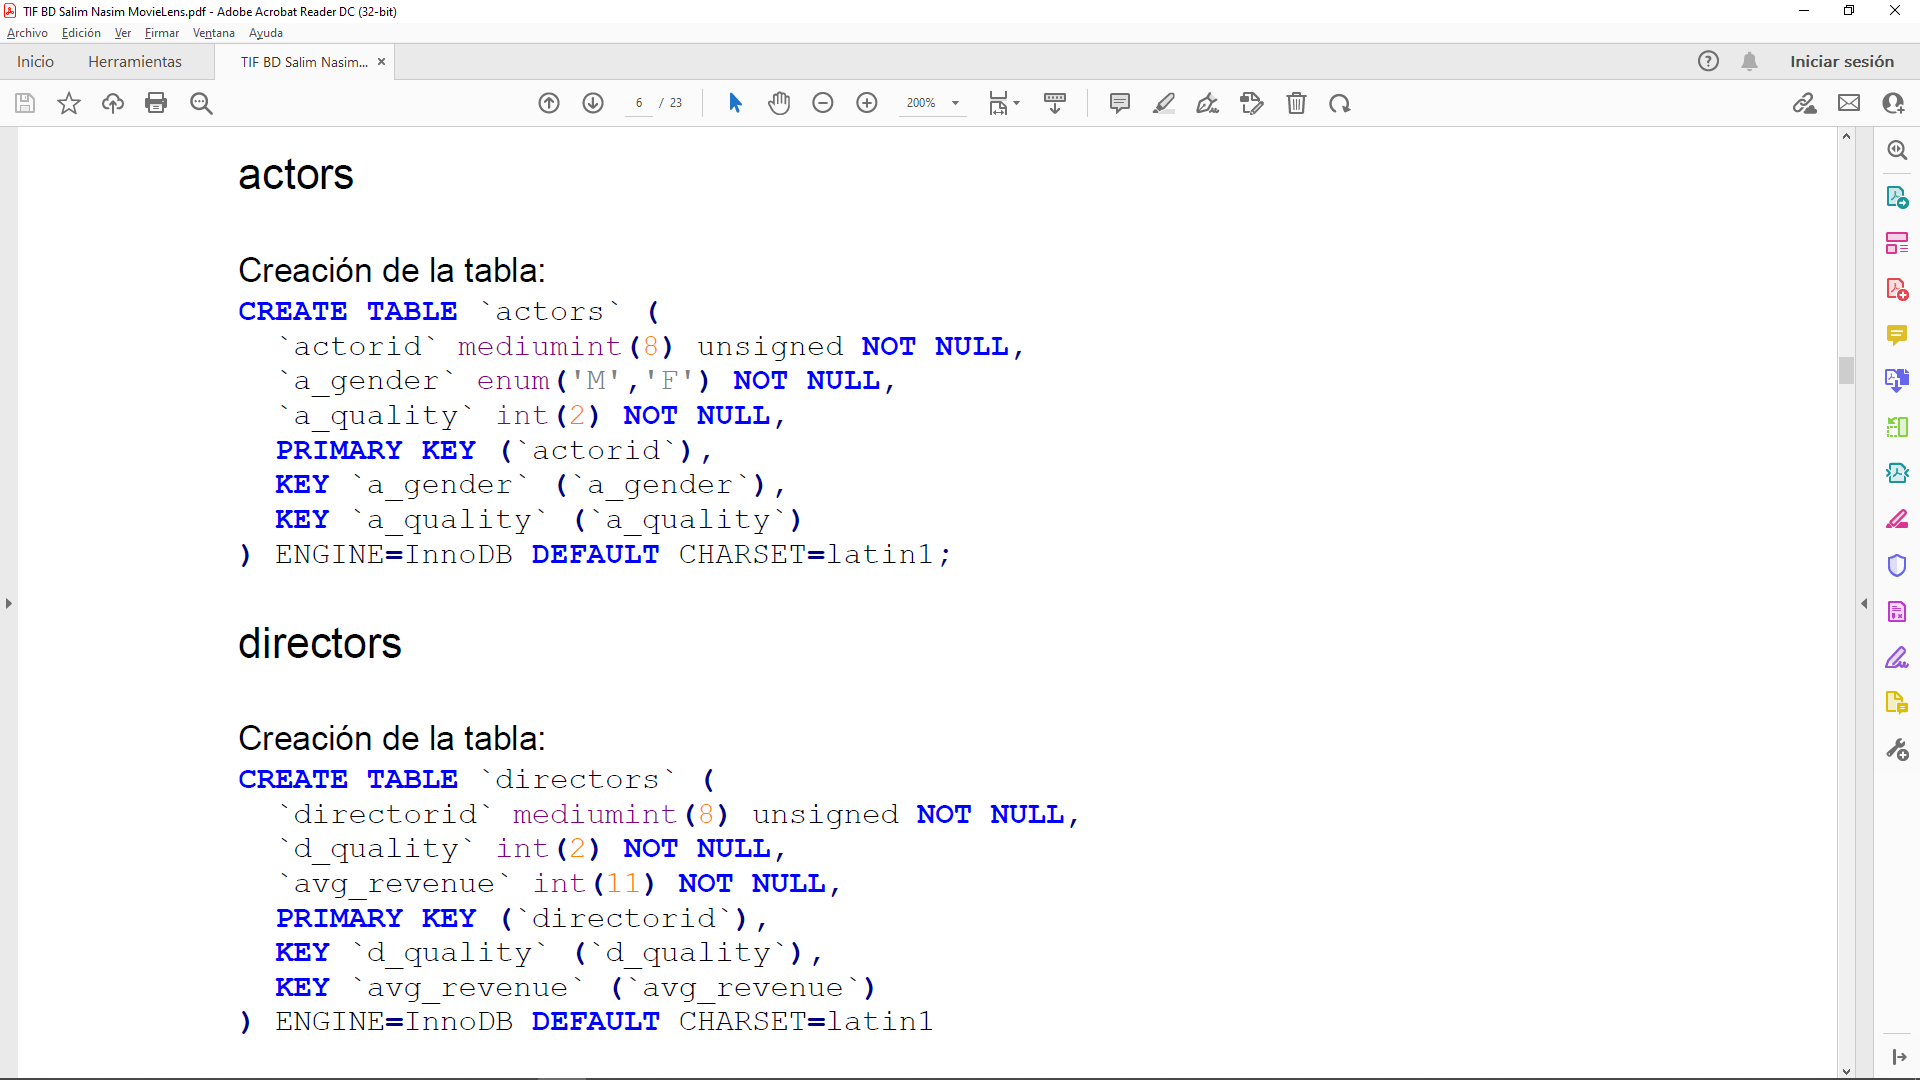 TIF BD Salim Nasim MovieLens.pdf - Adobe Acrobat Reader DC (32-bit)
Archivo Edición Ver Firmar Ventana Ayuda
Inicio Herramientas TIF BD Salim Nasim... × Iniciar sesión
6 / 23 200%
actors
Creación de la tabla:
CREATE TABLE `actors` (
`actorid` mediumint(8) unsigned NOT NULL,
`a_gender` enum('M','F') NOT NULL,
`a_quality` int(2) NOT NULL,
PRIMARY KEY (`actorid`),
KEY `a_gender` (`a_gender`),
KEY `a_quality` (`a_quality`)
) ENGINE=InnoDB DEFAULT CHARSET=latin1;
directors
Creación de la tabla:
CREATE TABLE `directors` (
`directorid` mediumint(8) unsigned NOT NULL,
`d_quality` int(2) NOT NULL,
`avg_revenue` int(11) NOT NULL,
PRIMARY KEY (`directorid`),
KEY `d_quality` (`d_quality`),
KEY `avg_revenue` (`avg_revenue`)
) ENGINE=InnoDB DEFAULT CHARSET=latin1